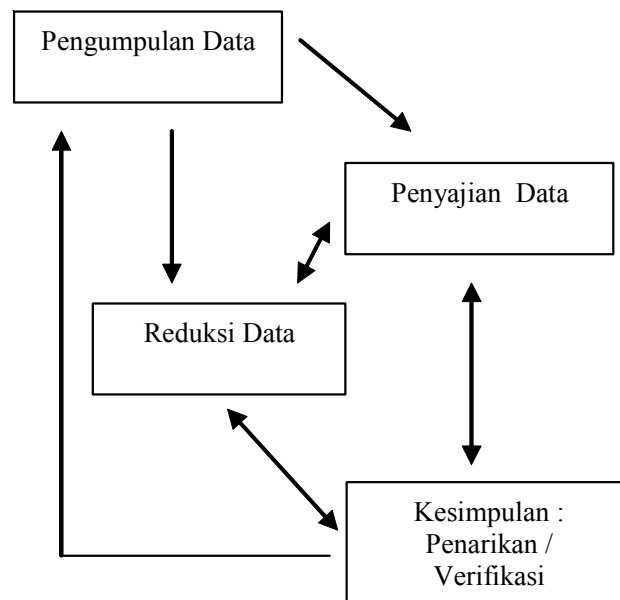 Pengumpulan Data
Penyajian Data
Reduksi Data
Kesimpulan :
Penarikan /
Verifikasi